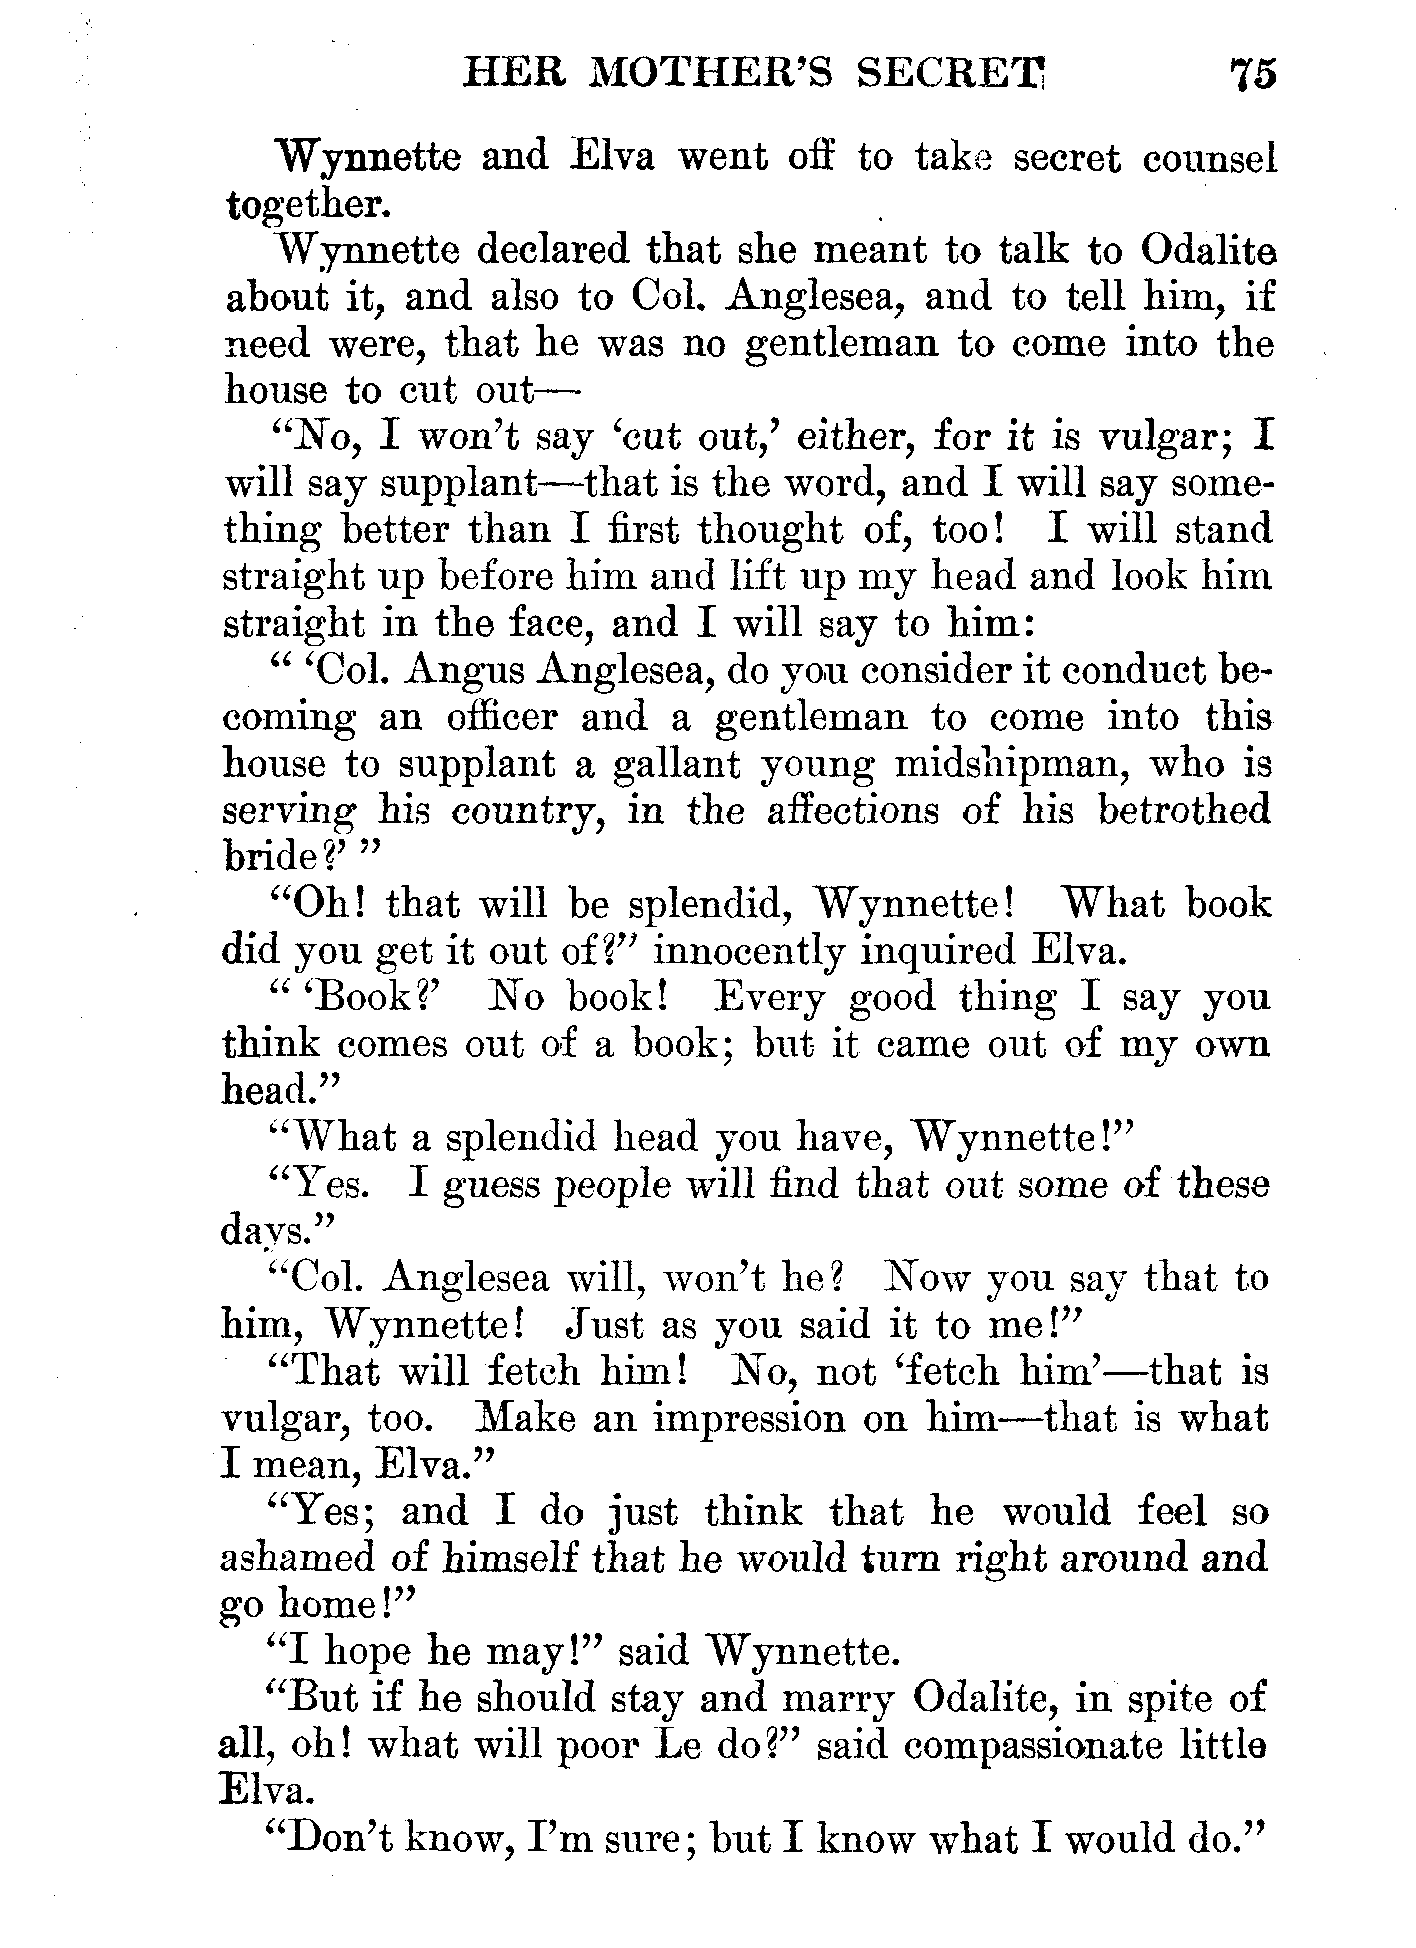 HER MOTHER'S SECRET 75
Wynnette and Elva went off to take secret counsel
together.
Wynnette declared that she meant to talk to Odalite
about it, and also to Col. Anglesea, and to tell him, if
need were, that he was no gentleman to come into the
house to cut out—
“No, I won't say ‘cut out,’ either, for it is vulgar; I
will say supplant—that is the word, and I will say some-
thing better than I first thought of, too! I will stand
straight up before him and lift up my head and look him
straight in the face, and I will say to him:
“ ‘Col. Angus Anglesea, do you consider it conduct be-
coming an officer and a gentleman to come into this
house to supplant a gallant young midshipman, who is
serving his country, in the affections of his betrothed
bride?’ ”
“Oh! that will be splendid, Wynnette! What book
did you get it out of?” innocently inquired Elva.
“ ‘Book?’ No book! Every good thing I say you
think comes out of a book; but it came out of my own
head.”
“What a splendid head you have, Wynnette!”
“Yes. I guess people will find that out some of these
days.”
“Col. Anglesea will, won't he? Now you say that to
him, Wynnette! Just as you said it to me!”
“That will fetch him! No, not ‘fetch him’—that is
vulgar, too. Make an impression on him—that is what
I mean, Elva.”
“Yes; and I do just think that he would feel so
ashamed of himself that he would turn right around and
go home!”
“I hope he may!” said Wynnette.
“But if he should stay and marry Odalite, in spite of
all, oh! what will poor Le do?” said compassionate little
Elva.
“Don't know, I'm sure; but I know what I would do.”